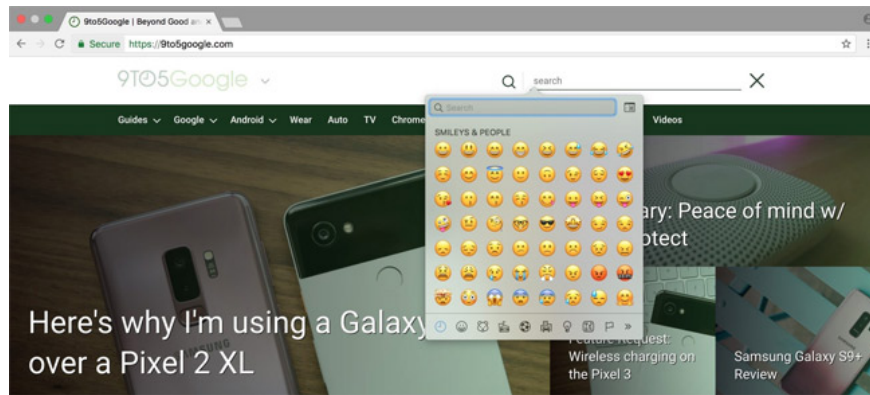 9to5Google | Beyond Good an
Secure https://9to5google.com
9TO5Google
search
Guides Google Android Wear Auto TV Chrome
Videos
Search
SMILEYS & PEOPLE
Here's why I'm using a Galaxy
over a Pixel 2 XL
SAMSUNG
ary: Peace of mind w/
otect
Feature Request:
Wireless charging on
the Pixel 3
Samsung Galaxy S9+
Review